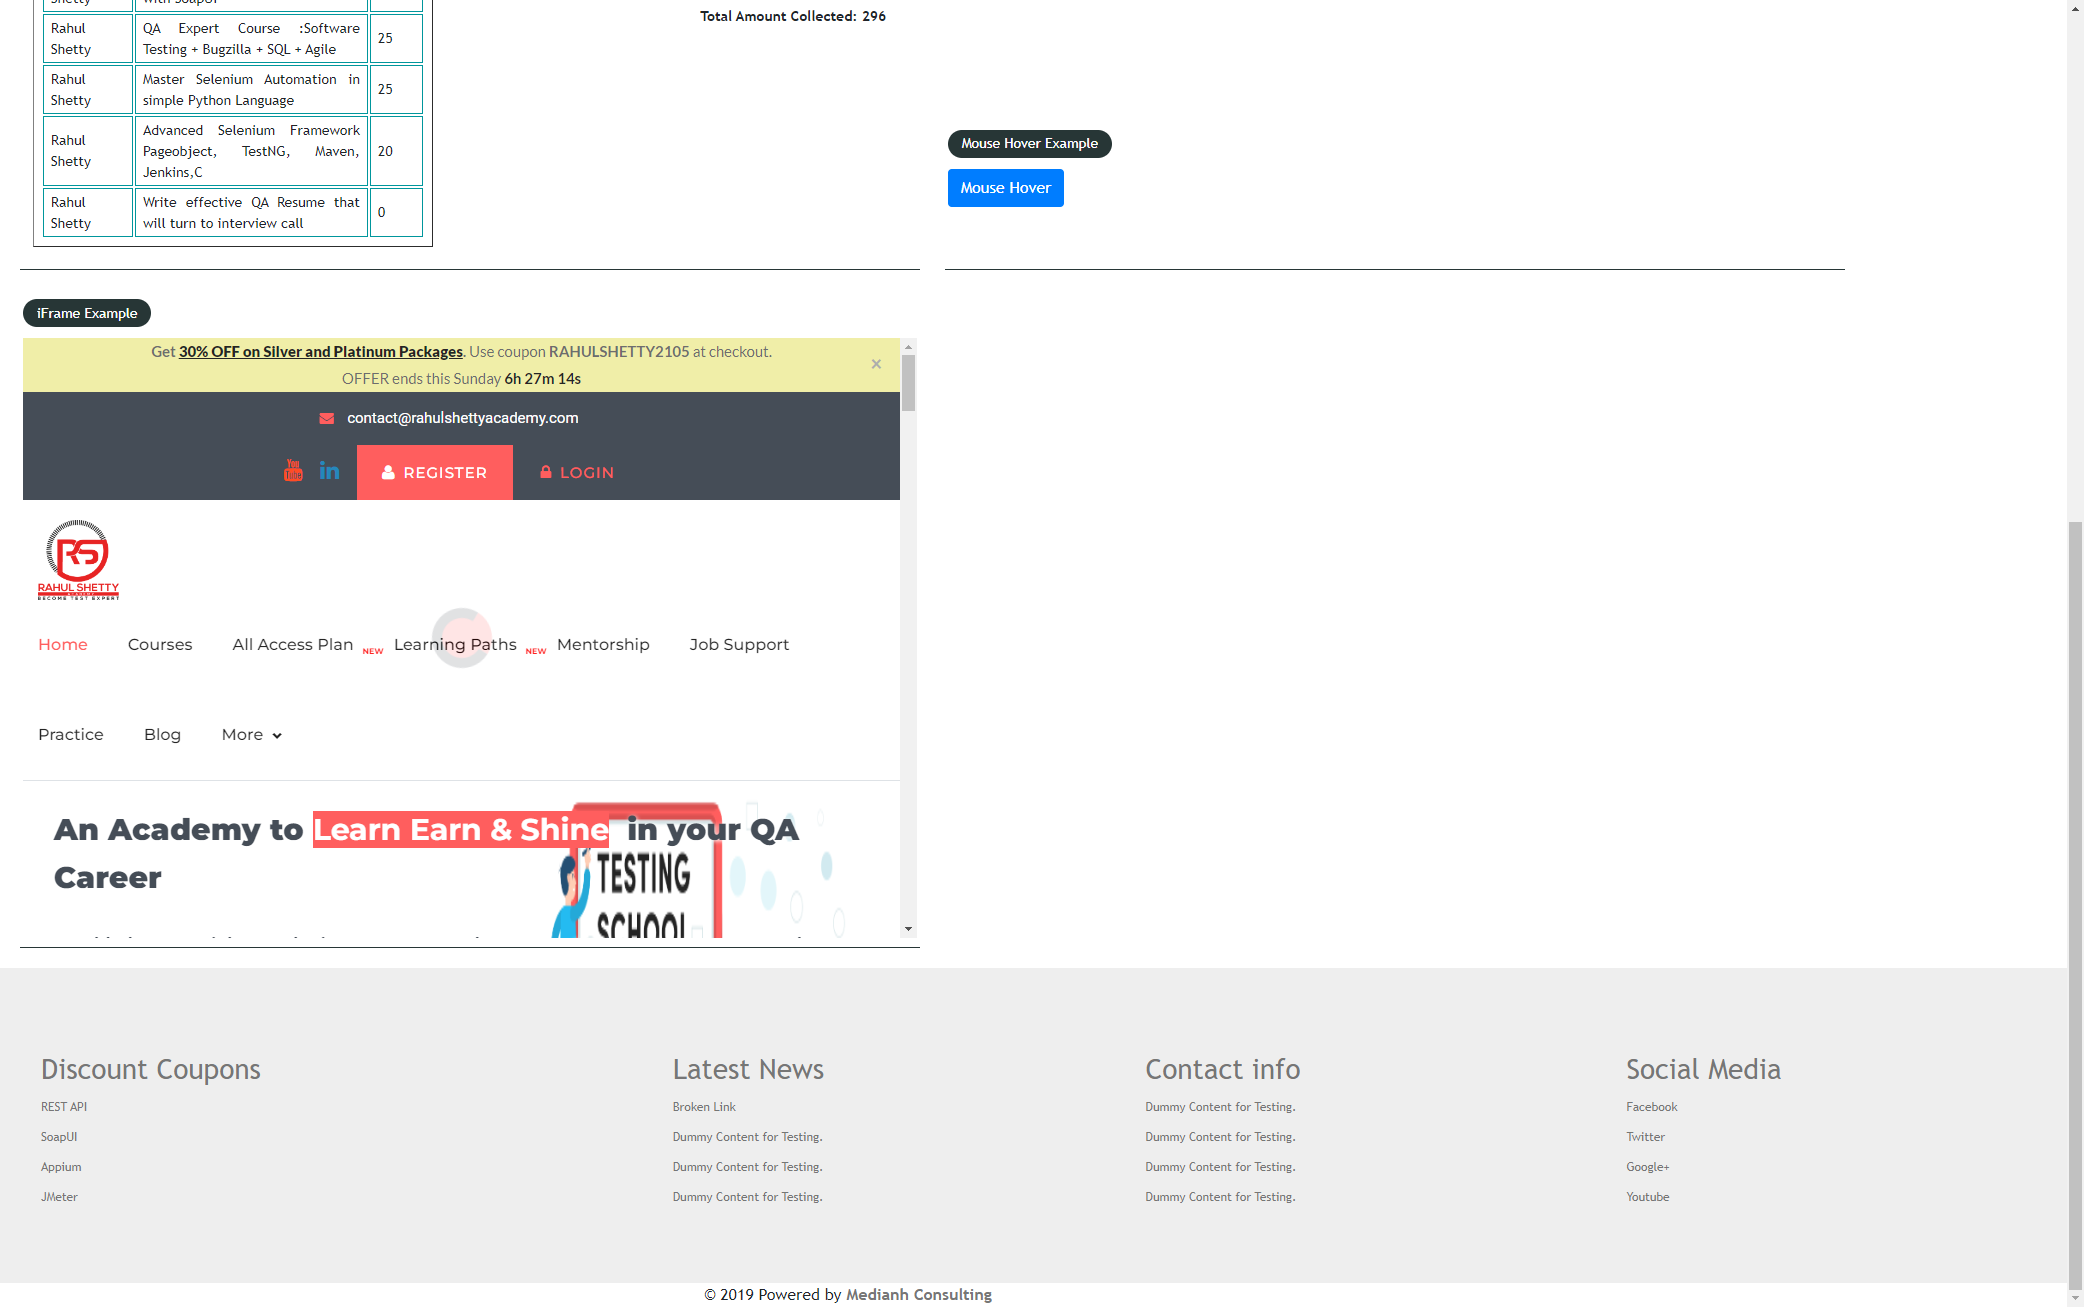 Shetty
with SoapUI
Total Amount Collected: 296
Rahul
Shetty
QA Expert Course :Software
Testing + Bugzilla + SQL + Agile
25
Rahul
Shetty
Master Selenium Automation in
simple Python Language
25
Rahul
Shetty
Advanced Selenium Framework
Pageobject, TestNG, Maven,
Jenkins,C
20
Rahul
Shetty
Write effective QA Resume that
will turn to interview call
0
Mouse Hover Example
Mouse Hover
iFrame Example
Get 30% OFF on Silver and Platinum Packages. Use coupon RAHULSHETTY2105 at checkout.
OFFER ends this Sunday 6h 27m 14s
×
contact@rahulshettyacademy.com
You
Tube
in
REGISTER
LOGIN
RS
RAHUL SHETTY
ACADEMY
BECOME TEST EXPERT
Home
Courses
All Access Plan NEW
Learning Paths NEW
Mentorship
Job Support
Practice
Blog
More
An Academy to Learn Earn & Shine in your QA
Career
TESTING
SCHOOL
Discount Coupons
REST API
SoapUI
Appium
JMeter
Latest News
Broken Link
Dummy Content for Testing.
Dummy Content for Testing.
Dummy Content for Testing.
Contact info
Dummy Content for Testing.
Dummy Content for Testing.
Dummy Content for Testing.
Dummy Content for Testing.
Social Media
Facebook
Twitter
Google+
Youtube
© 2019 Powered by Medianh Consulting